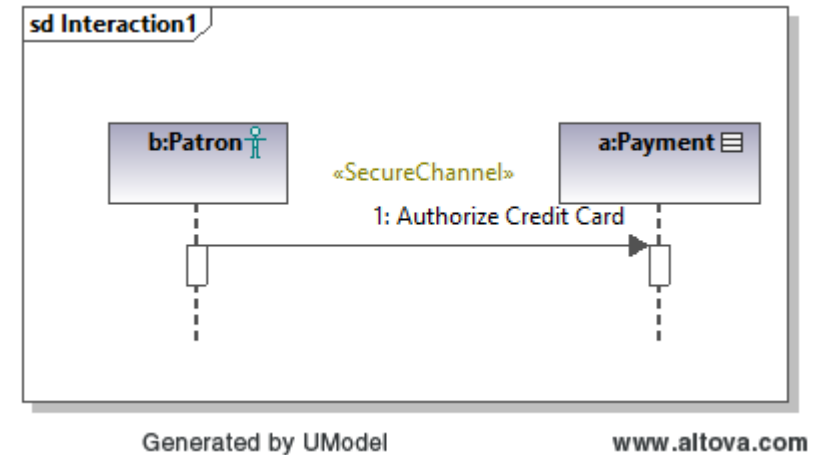 sd Interaction1
b:Patron
a:Payment
«SecureChannel»
1: Authorize Credit Card
Generated by UModel
www.altova.com